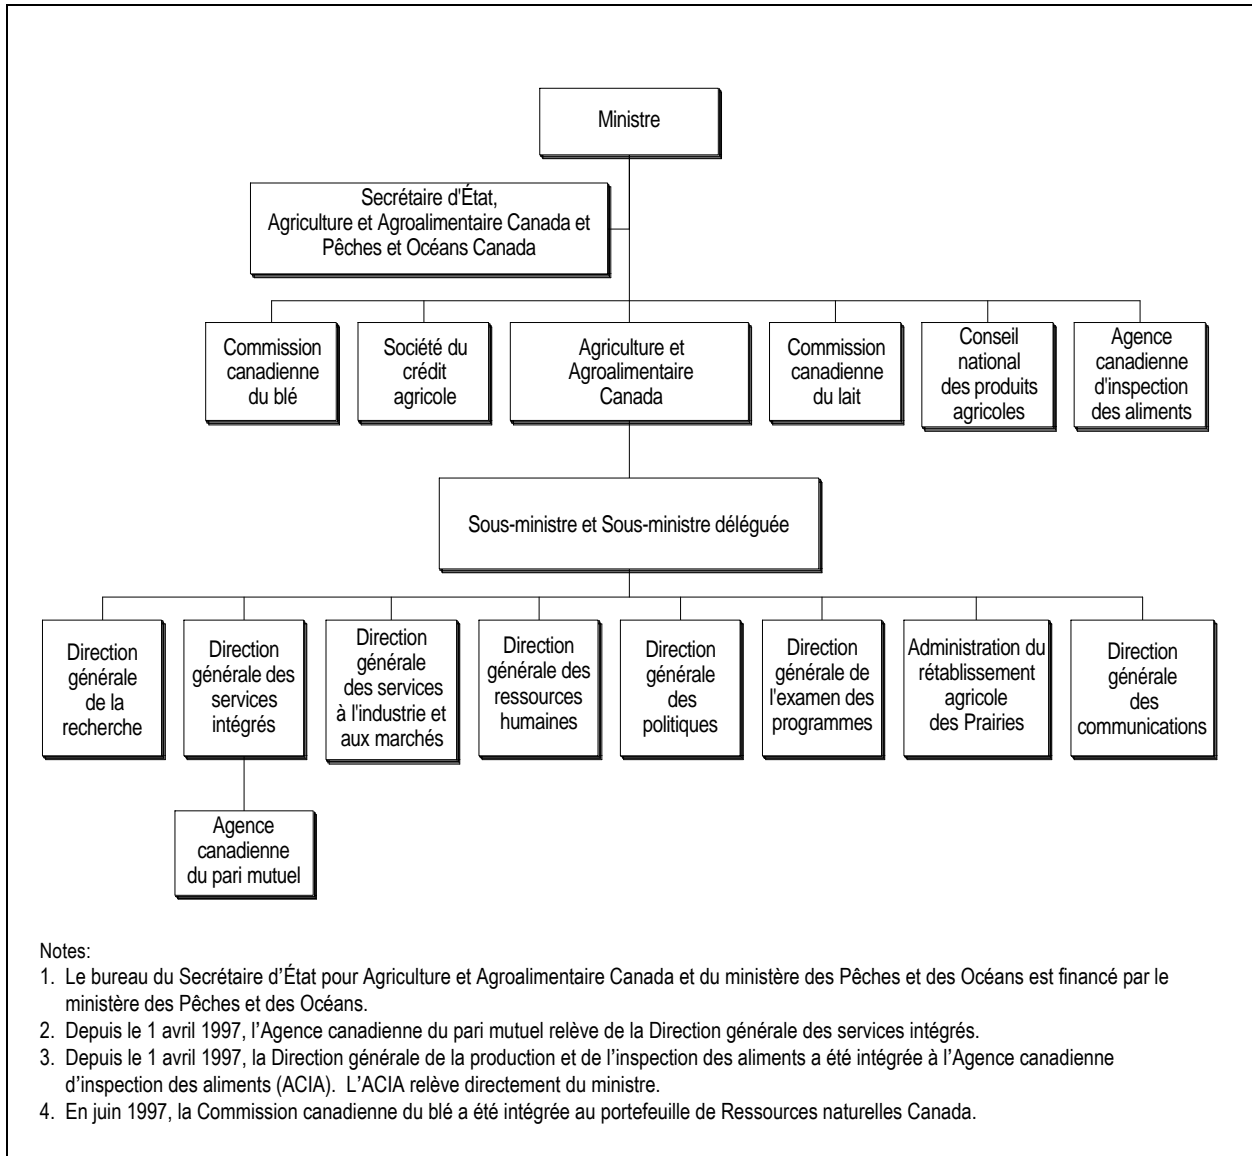 Ministre
Secrétaire d'État,
Agriculture et Agroalimentaire Canada et
Pêches et Océans Canada
Commission
canadienne
du blé
Société du
crédit
agricole
Agriculture et
Agroalimentaire
Canada
Commission
canadienne
du lait
Conseil
national
des produits
agricoles
Agence
canadienne
d'inspection
des aliments
Sous-ministre et Sous-ministre déléguée
Direction
générale
de la
recherche
Direction
générale des
services
intégrés
Direction
générale
des services
à l'industrie et
aux marchés
Direction
générale des
ressources
humaines
Direction
générale
des
politiques
Direction
générale de
l'examen des
programmes
Administration du
rétablissement
agricole
des Prairies
Direction
générale
des
communications
Agence
canadienne
du pari mutuel
Notes:
1. Le bureau du Secrétaire d’État pour Agriculture et Agroalimentaire Canada et du ministère des Pêches et des Océans est financé par le
ministère des Pêches et des Océans.
2. Depuis le 1 avril 1997, l’Agence canadienne du pari mutuel relève de la Direction générale des services intégrés.
3. Depuis le 1 avril 1997, la Direction générale de la production et de l’inspection des aliments a été intégrée à l’Agence canadienne
d’inspection des aliments (ACIA). L’ACIA relève directement du ministre.
4. En juin 1997, la Commission canadienne du blé a été intégrée au portefeuille de Ressources naturelles Canada.